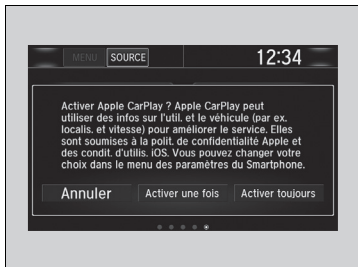 MENU SOURCE 12:34
Activer Apple CarPlay ? Apple CarPlay peut
utiliser des infos sur l'util. et le véhicule (par ex.
localis. et vitesse) pour améliorer le service. Elles
sont soumises à la polit. de confidentialité Apple et
des condit. d'utilis. iOS. Vous pouvez changer votre
choix dans le menu des paramètres du Smartphone.
Annuler Activer une fois Activer toujours